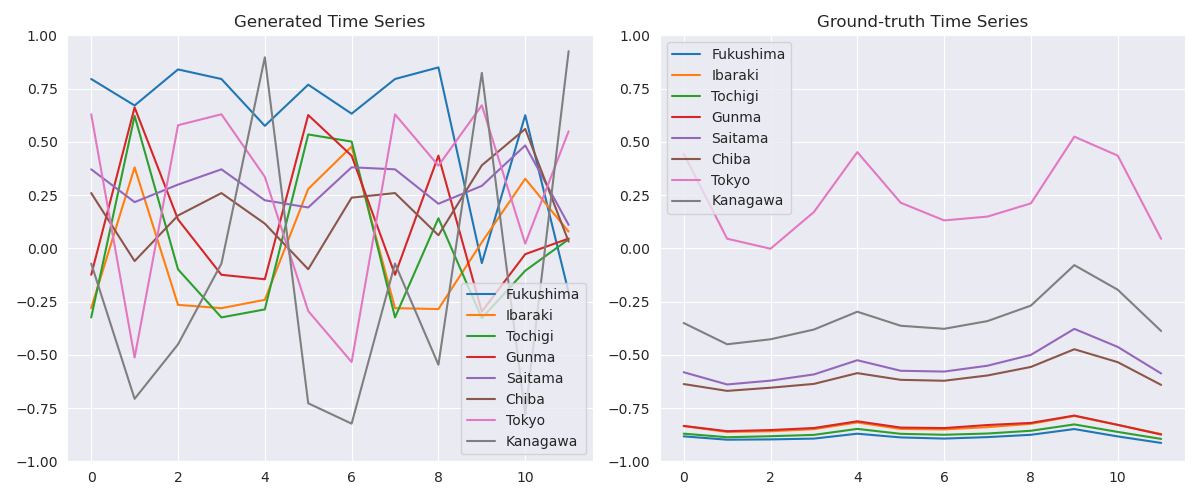 Generated Time Series
1.00
0.75
0.50
0.25
0.00
−0.25
−0.50
−0.75
−1.00
0 2 4 6 8 10
Fukushima
Ibaraki
Tochigi
Gunma
Saitama
Chiba
Tokyo
Kanagawa
Ground-truth Time Series
1.00
0.75
0.50
0.25
0.00
−0.25
−0.50
−0.75
−1.00
0 2 4 6 8 10
Fukushima
Ibaraki
Tochigi
Gunma
Saitama
Chiba
Tokyo
Kanagawa